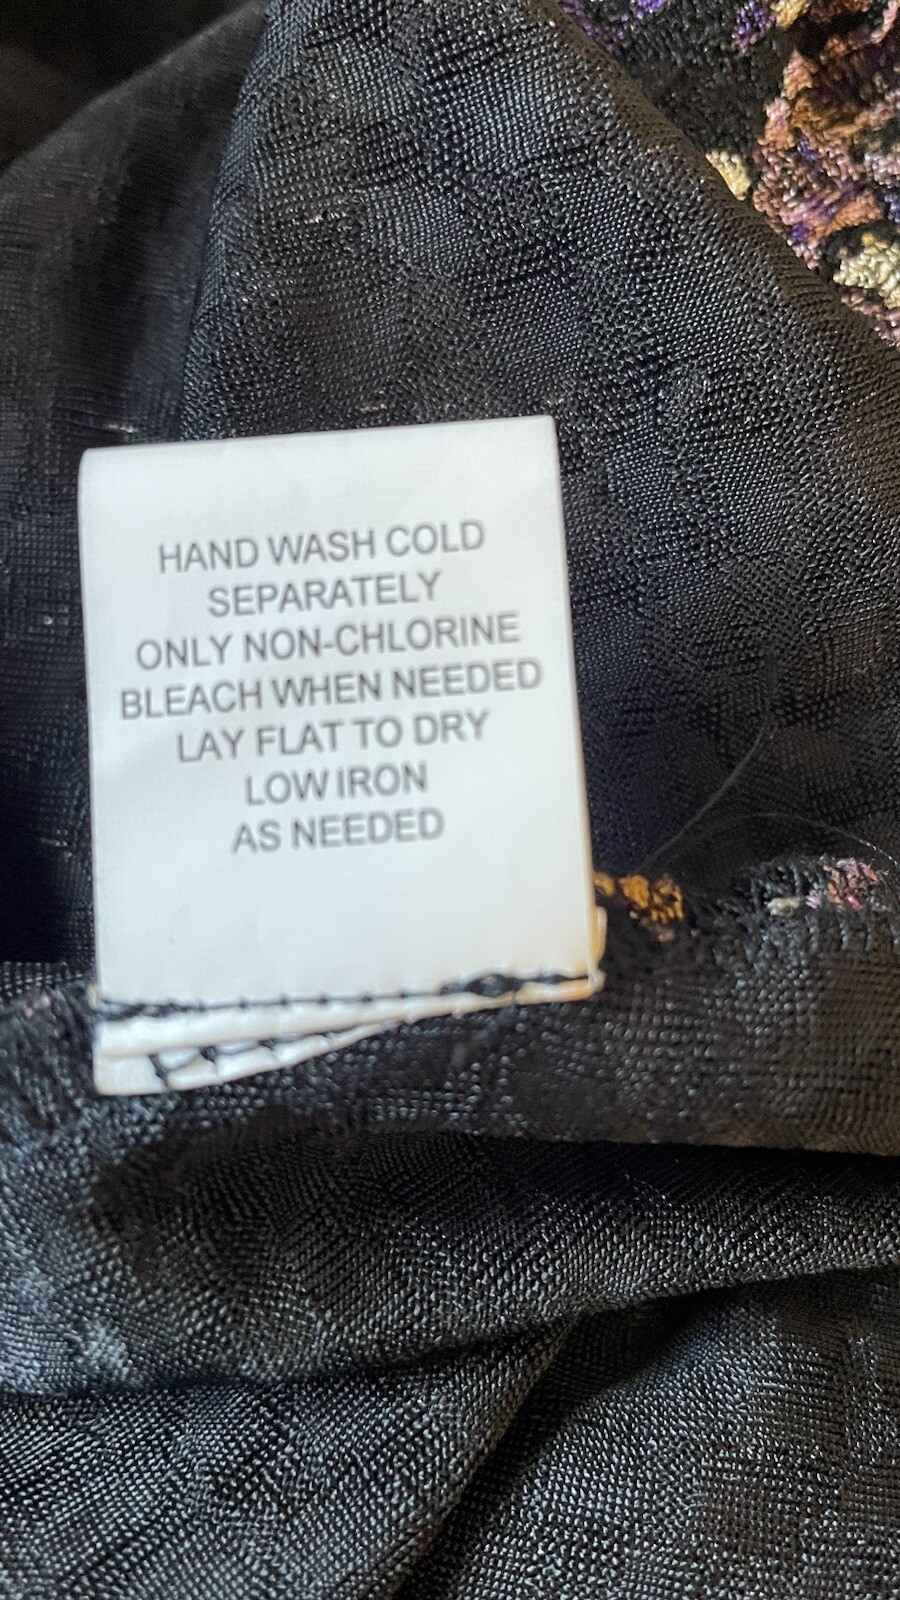 HAND WASH COLD
SEPARATELY
ONLY NON-CHLORINE
BLEACH WHEN NEEDED
LAY FLAT TO DRY
LOW IRON
AS NEEDED